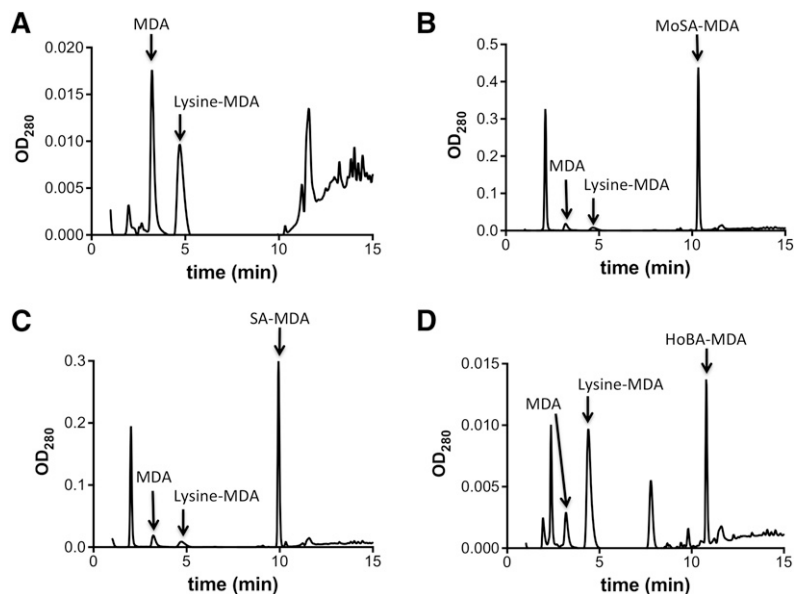 A
MDA
Lysine-MDA
0.020
0.015
0.010
0.005
0.000
OD280
0 5 10 15
time (min)
B
MoSA-MDA
MDA
Lysine-MDA
0.5
0.4
0.3
0.2
0.1
0.0
OD280
0 5 10 15
time (min)
C
SA-MDA
MDA
Lysine-MDA
0.3
0.2
0.1
0.0
OD280
0 5 10 15
time (min)
D
HoBA-MDA
Lysine-MDA
MDA
0.015
0.010
0.005
0.000
OD280
0 5 10 15
time (min)